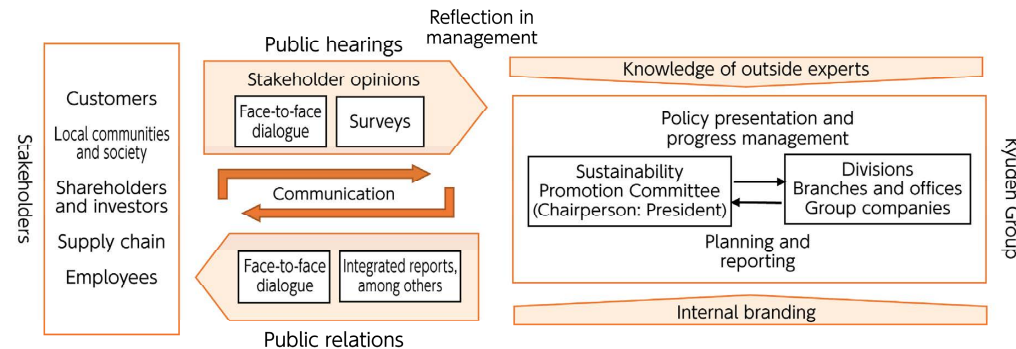 Stakeholders
Customers
Local communities
and society
Shareholders
and investors
Supply chain
Employees
Public hearings
Stakeholder opinions
Face-to-face
dialogue
Surveys
Reflection in
management
Communication
Face-to-face
dialogue
Integrated reports,
among others
Public relations
Knowledge of outside experts
Policy presentation and
progress management
Sustainability
Promotion Committee
(Chairperson: President)
Divisions
Branches and offices
Group companies
Planning and
reporting
Internal branding
Kyuden Group